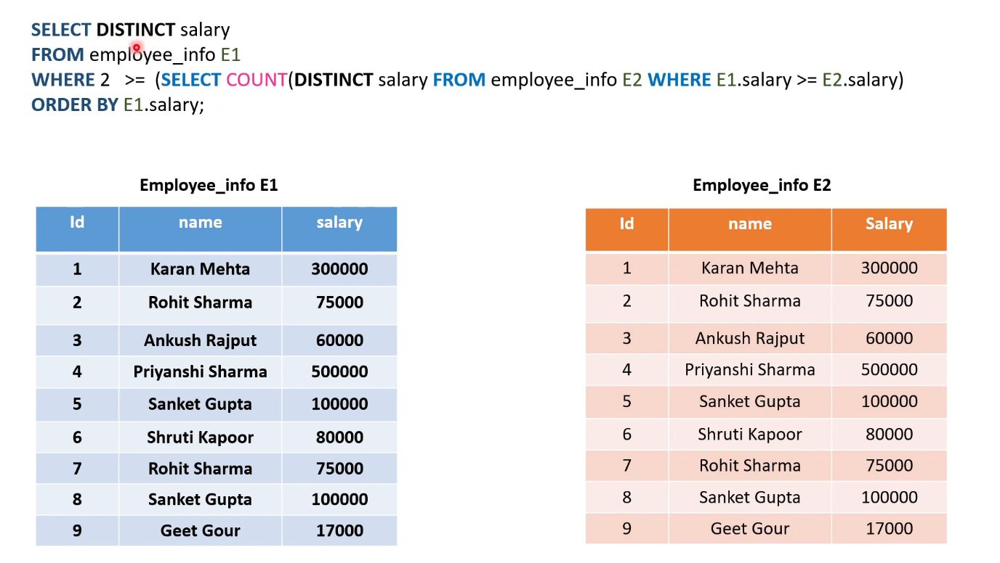 SELECT DISTINCT salary
FROM employee_info E1
WHERE 2 >= (SELECT COUNT(DISTINCT salary FROM employee_info E2 WHERE E1.salary >= E2.salary)
ORDER BY E1.salary;
Employee_info E1
Id name salary
1 Karan Mehta 300000
2 Rohit Sharma 75000
3 Ankush Rajput 60000
4 Priyanshi Sharma 500000
5 Sanket Gupta 100000
6 Shruti Kapoor 80000
7 Rohit Sharma 75000
8 Sanket Gupta 100000
9 Geet Gour 17000
Employee_info E2
Id name Salary
1 Karan Mehta 300000
2 Rohit Sharma 75000
3 Ankush Rajput 60000
4 Priyanshi Sharma 500000
5 Sanket Gupta 100000
6 Shruti Kapoor 80000
7 Rohit Sharma 75000
8 Sanket Gupta 100000
9 Geet Gour 17000